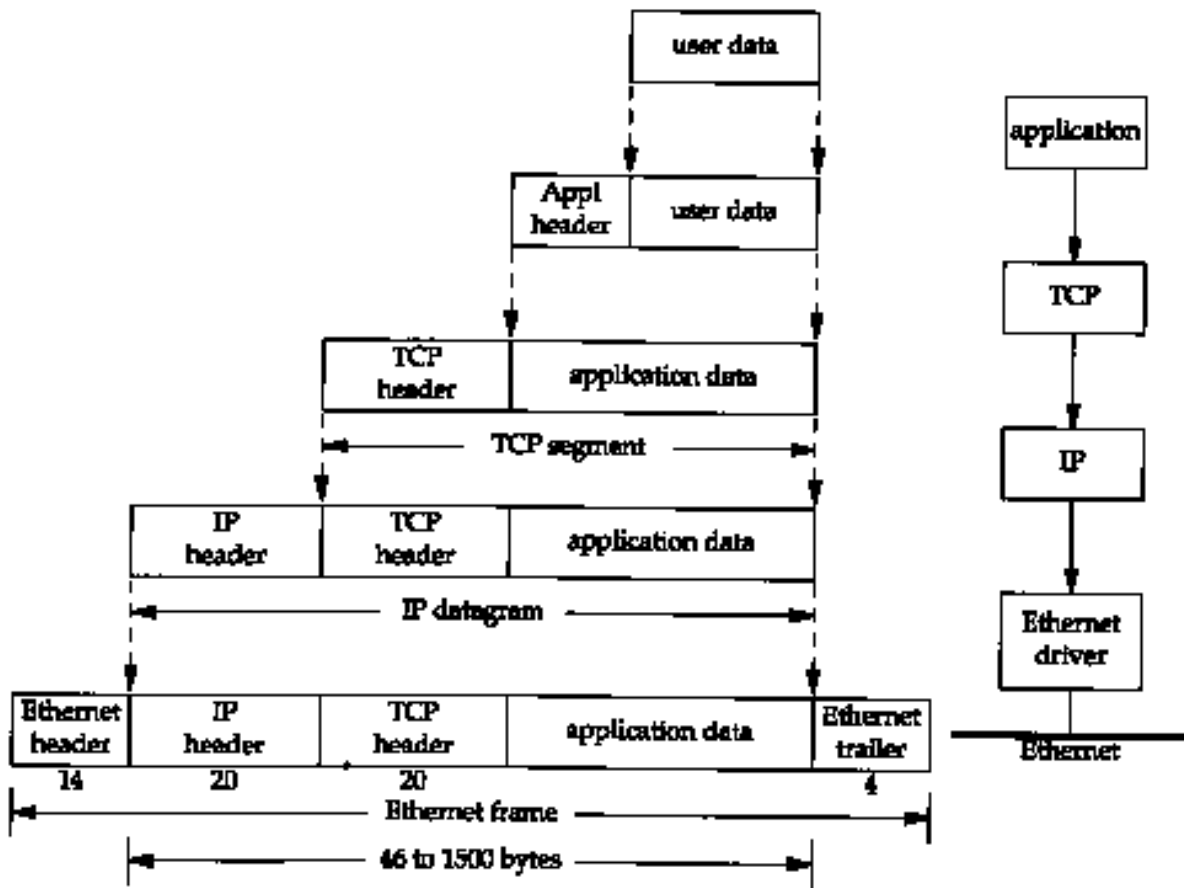 user data
application
Appl
header
user data
TCP
TCP
header
application data
TCP segment
IP
IP
header
TCP
header
application data
IP datagram
Ethernet
driver
Ethernet
header
IP
header
TCP
header
application data
Ethernet
trailer
Ethernet
14
20
20
4
Ethernet frame
46 to 1500 bytes